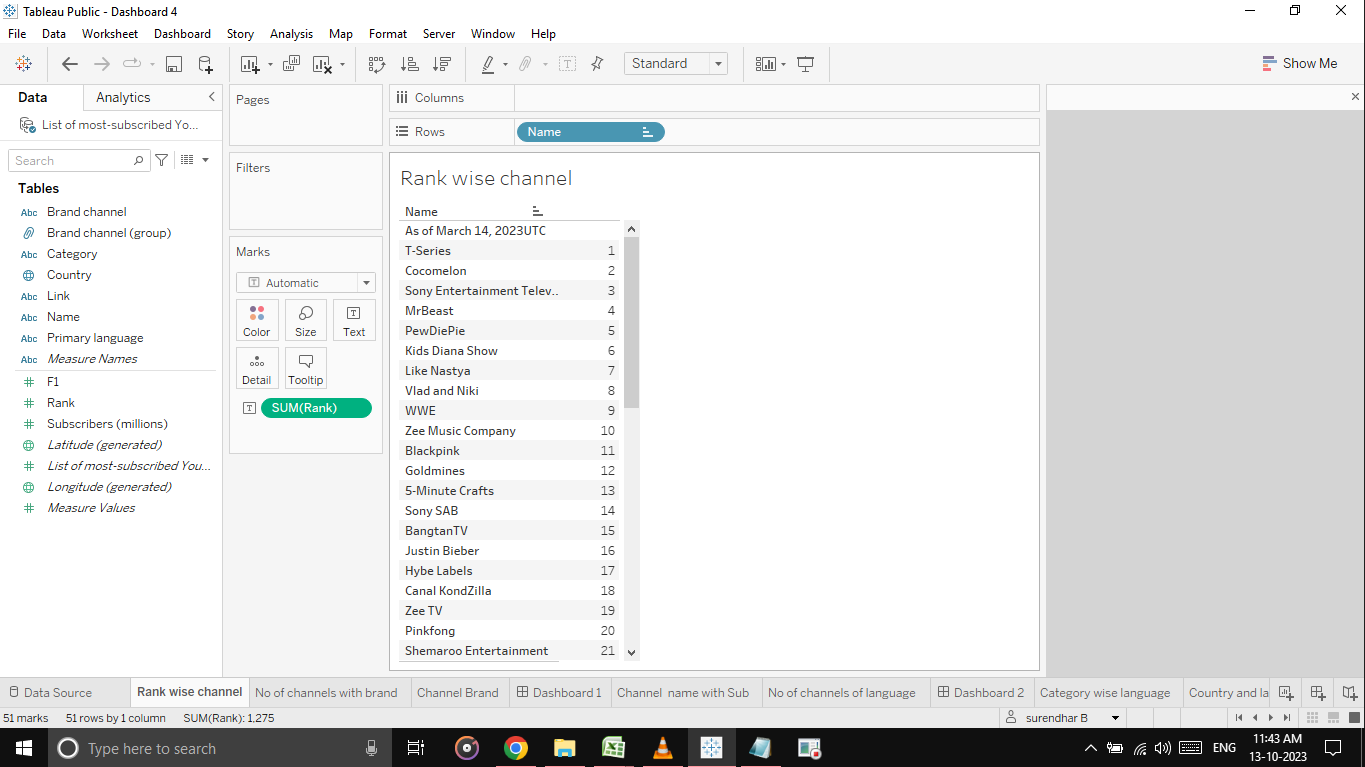 Tableau Public - Dashboard 4
File Data Worksheet Dashboard Story Analysis Map Format Server Window Help
Standard
Show Me
Data Analytics
List of most-subscribed Yo...
Search
Tables
Abc Brand channel
Brand channel (group)
Abc Category
Country
Abc Link
Abc Name
Abc Primary language
Abc Measure Names
# F1
# Rank
# Subscribers (millions)
Latitude (generated)
# List of most-subscribed You...
Longitude (generated)
# Measure Values
Pages
Filters
Marks
T Automatic
Color Size Text
Detail Tooltip
T SUM(Rank)
Columns
Rows Name
Rank wise channel
Name
As of March 14, 2023UTC
T-Series 1
Cocomelon 2
Sony Entertainment Telev.. 3
MrBeast 4
PewDiePie 5
Kids Diana Show 6
Like Nastya 7
Vlad and Niki 8
WWE 9
Zee Music Company 10
Blackpink 11
Goldmines 12
5-Minute Crafts 13
Sony SAB 14
BangtanTV 15
Justin Bieber 16
Hybe Labels 17
Canal KondZilla 18
Zee TV 19
Pinkfong 20
Shemaroo Entertainment 21
Data Source Rank wise channel No of channels with brand Channel Brand Dashboard 1 Channel name with Sub No of channels of language Dashboard 2 Category wise language Country and la
51 marks 51 rows by 1 column SUM(Rank): 1,275 surendhar B
Type here to search
ENG
11:43 AM
13-10-2023